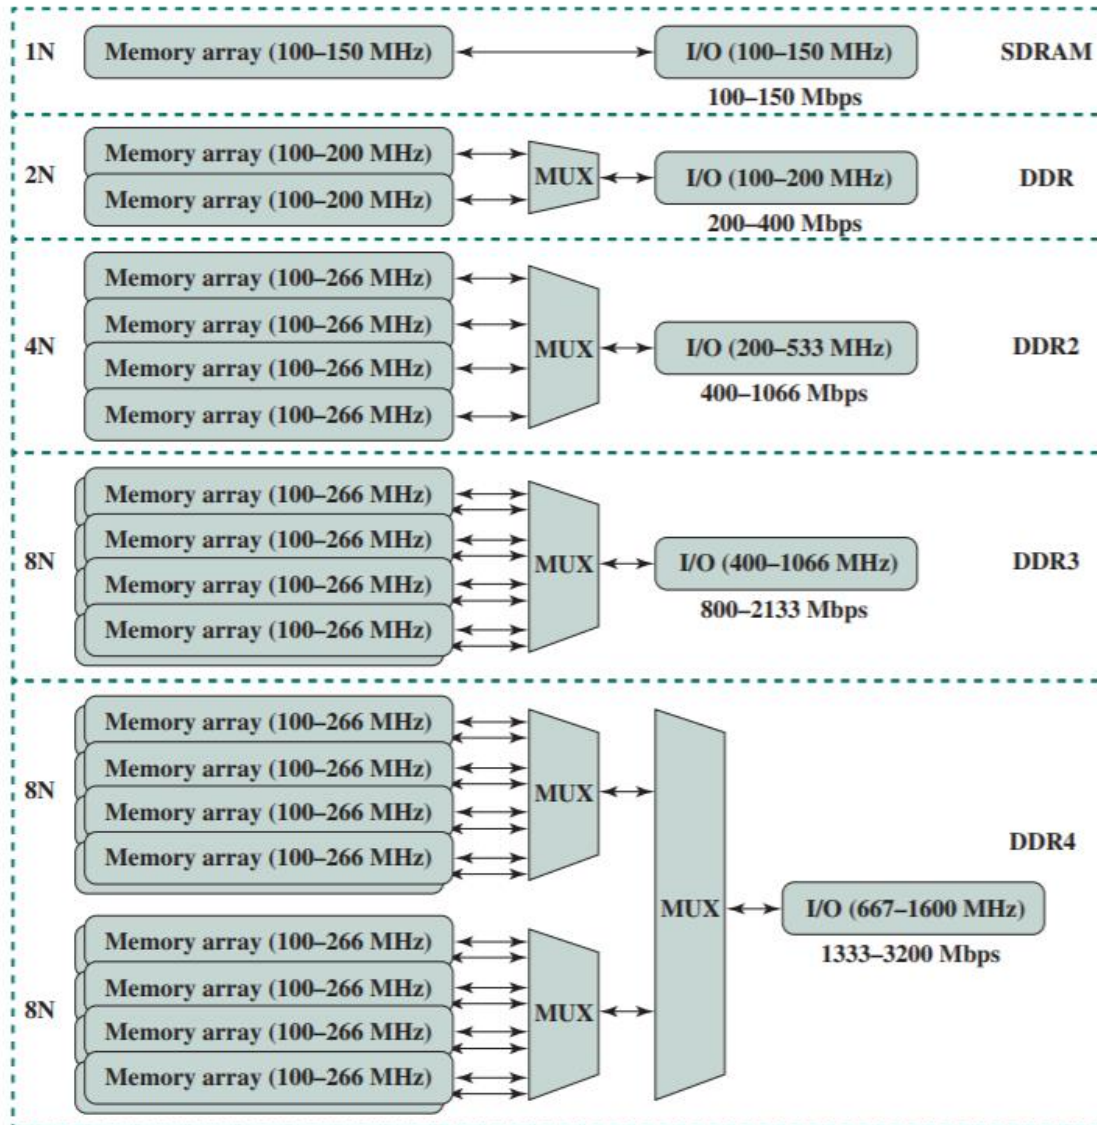 1N Memory array (100–150 MHz) I/O (100–150 MHz) SDRAM
100–150 Mbps
Memory array (100–200 MHz)
2N MUX I/O (100–200 MHz) DDR
Memory array (100–200 MHz)
200–400 Mbps
Memory array (100–266 MHz)
Memory array (100–266 MHz)
4N MUX I/O (200–533 MHz) DDR2
Memory array (100–266 MHz)
400–1066 Mbps
Memory array (100–266 MHz)
Memory array (100–266 MHz)
Memory array (100–266 MHz)
8N MUX I/O (400–1066 MHz) DDR3
Memory array (100–266 MHz)
800–2133 Mbps
Memory array (100–266 MHz)
Memory array (100–266 MHz)
Memory array (100–266 MHz)
8N MUX
Memory array (100–266 MHz)
DDR4
Memory array (100–266 MHz)
MUX I/O (667–1600 MHz)
Memory array (100–266 MHz)
1333–3200 Mbps
Memory array (100–266 MHz)
8N MUX
Memory array (100–266 MHz)
Memory array (100–266 MHz)